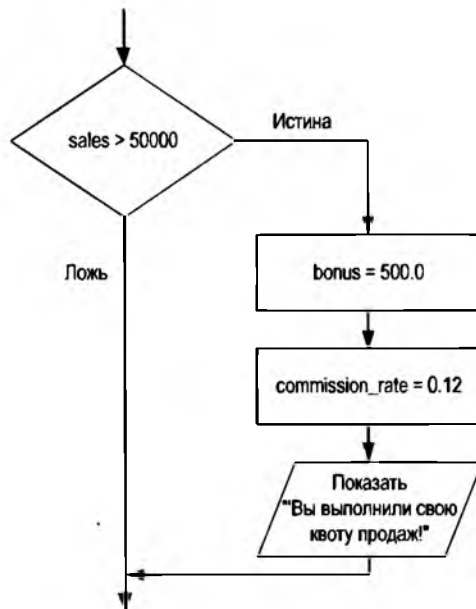 sales > 50000
Истина
Ложь
bonus = 500.0
commission_rate = 0.12
Показать
"Вы выполнили свою
квоту продаж!"